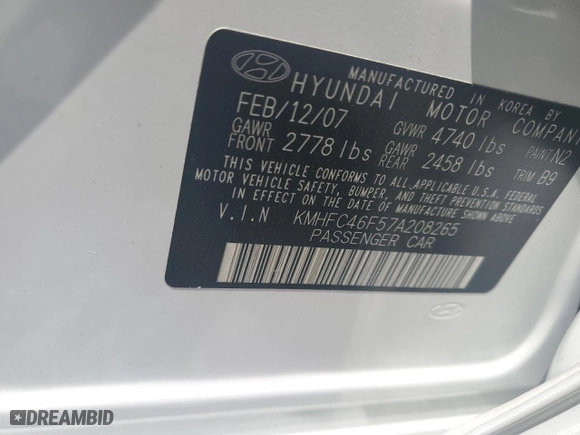 MANUFACTURED IN KOREA BY
HYUNDAI MOTOR COMPANY
FEB/12/07 GVWR 4740 lbs PAINT N2
GAWR FRONT 2778 lbs GAWR REAR 2458 lbs TRIM B9
THIS VEHICLE CONFORMS TO ALL APPLICABLE U.S.A. FEDERAL
MOTOR VEHICLE SAFETY, BUMPER, AND THEFT PREVENTION
STANDARDS IN EFFECT ON THE DATE OF MANUFACTURE SHOWN ABOVE.
V.I.N KMHFC46F57A208265
PASSENGER CAR
DREAMBID